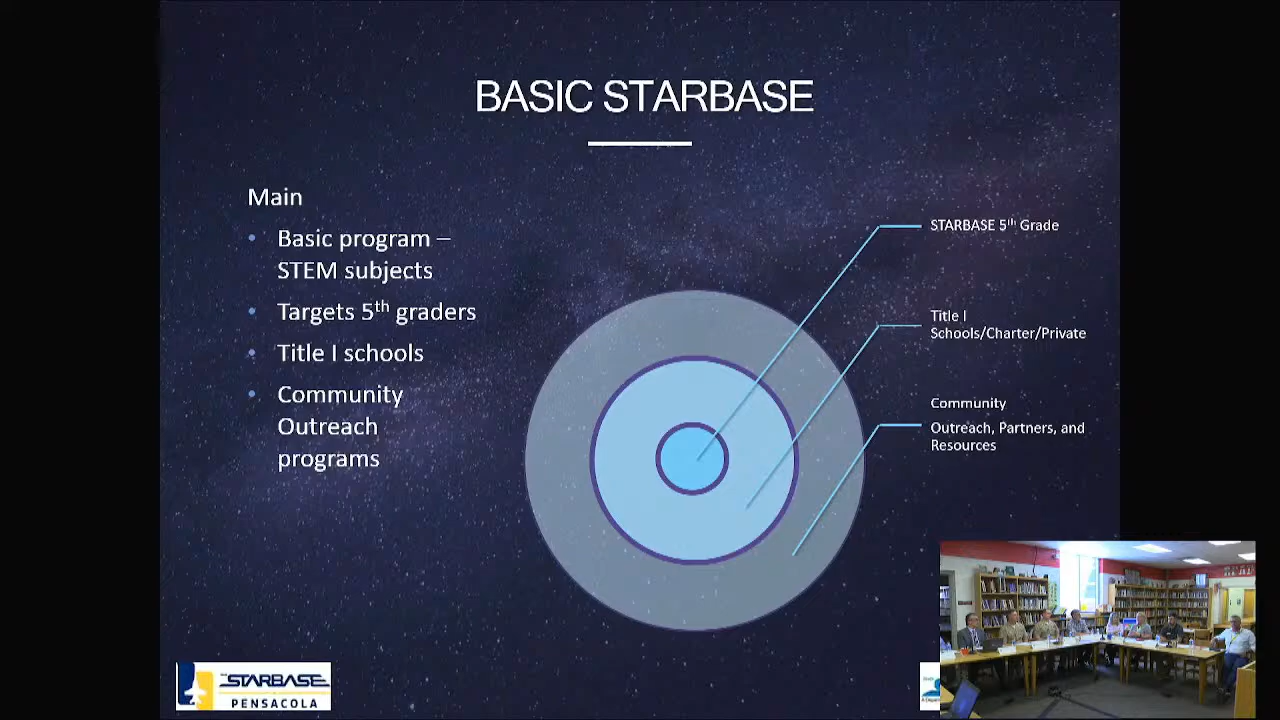 BASIC STARBASE
Main
• Basic program –
STEM subjects
• Targets 5th graders
• Title I schools
• Community
Outreach
programs
STARBASE 5th Grade
Title I
Schools/Charter/Private
Community
Outreach, Partners, and
Resources
STARBASE
PENSACOLA